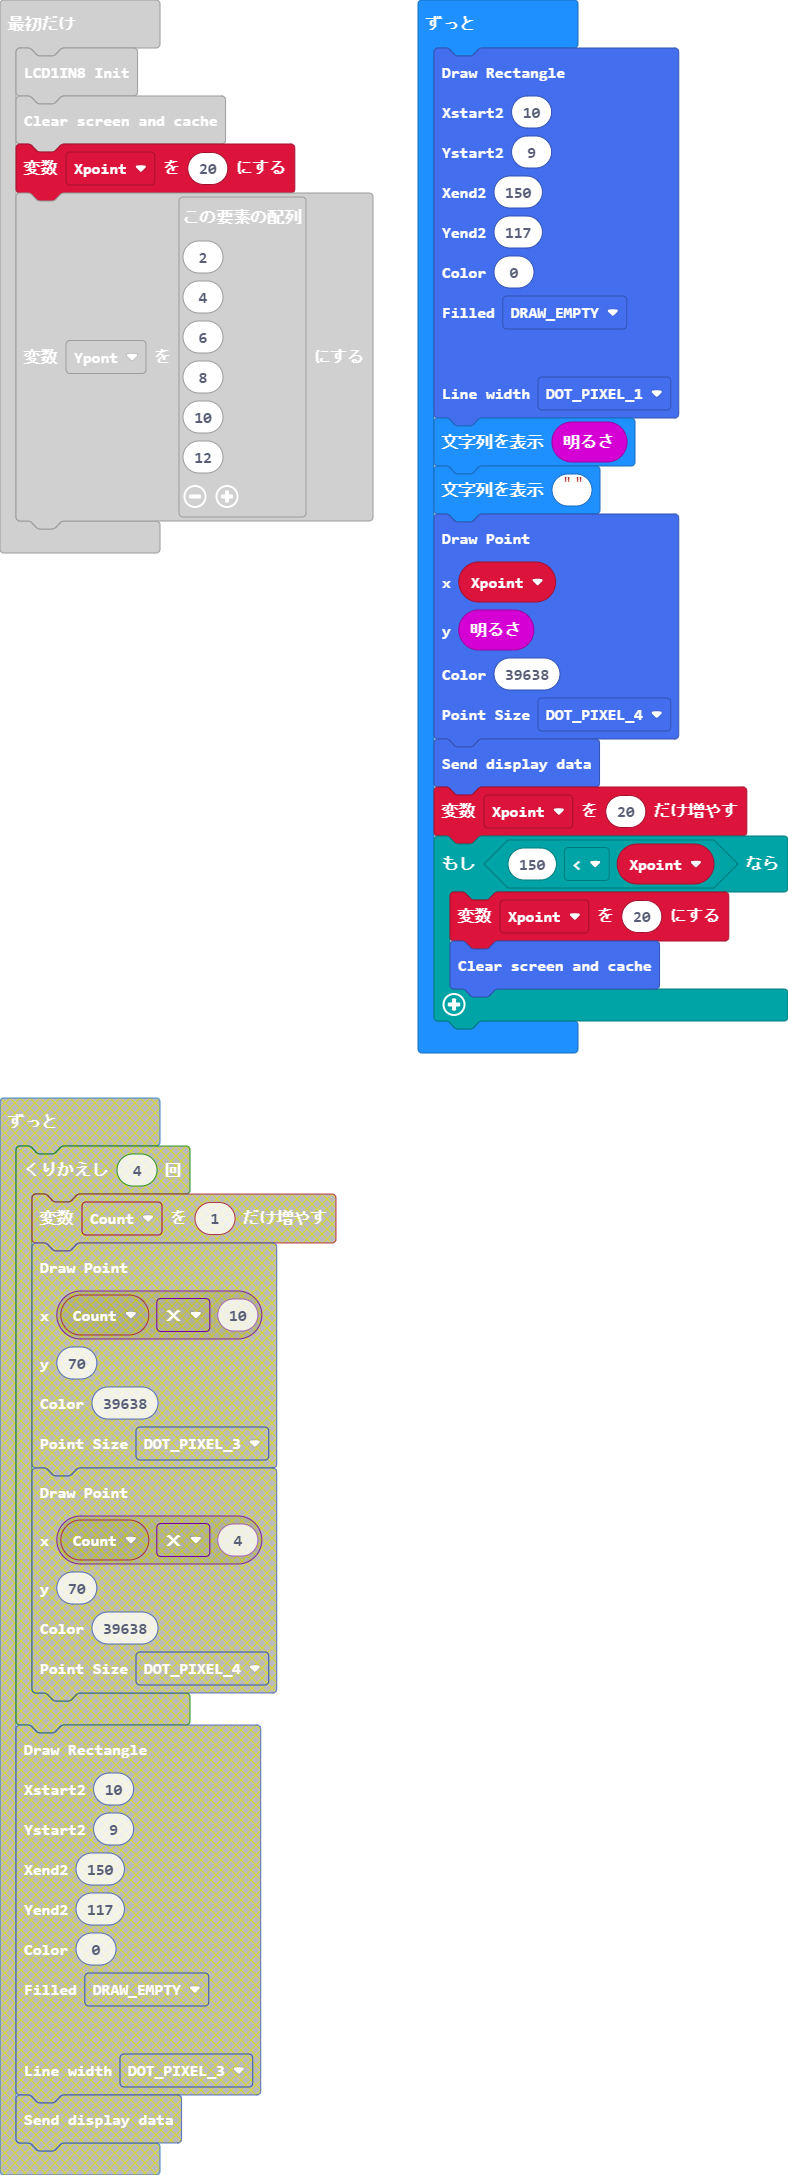 最初だけ
LCD1IN8 Init
Clear screen and cache
変数 Xpoint を 20 にする
変数 Ypont を この要素の配列 にする
2
4
6
8
10
12
ずっと
Draw Rectangle
Xstart2 10
Ystart2 9
Xend2 150
Yend2 117
Color 0
Filled DRAW_EMPTY
Line width DOT_PIXEL_1
文字列を表示 明るさ
文字列を表示 " "
Draw Point
x Xpoint
y 明るさ
Color 39638
Point Size DOT_PIXEL_4
Send display data
変数 Xpoint を 20 だけ増やす
もし 150 < Xpoint なら
変数 Xpoint を 20 にする
Clear screen and cache
ずっと
くりかえし 4 回
変数 Count を 1 だけ増やす
Draw Point
x Count × 10
y 70
Color 39638
Point Size DOT_PIXEL_3
Draw Point
x Count × 4
y 70
Color 39638
Point Size DOT_PIXEL_4
Draw Rectangle
Xstart2 10
Ystart2 9
Xend2 150
Yend2 117
Color 0
Filled DRAW_EMPTY
Line width DOT_PIXEL_3
Send display data